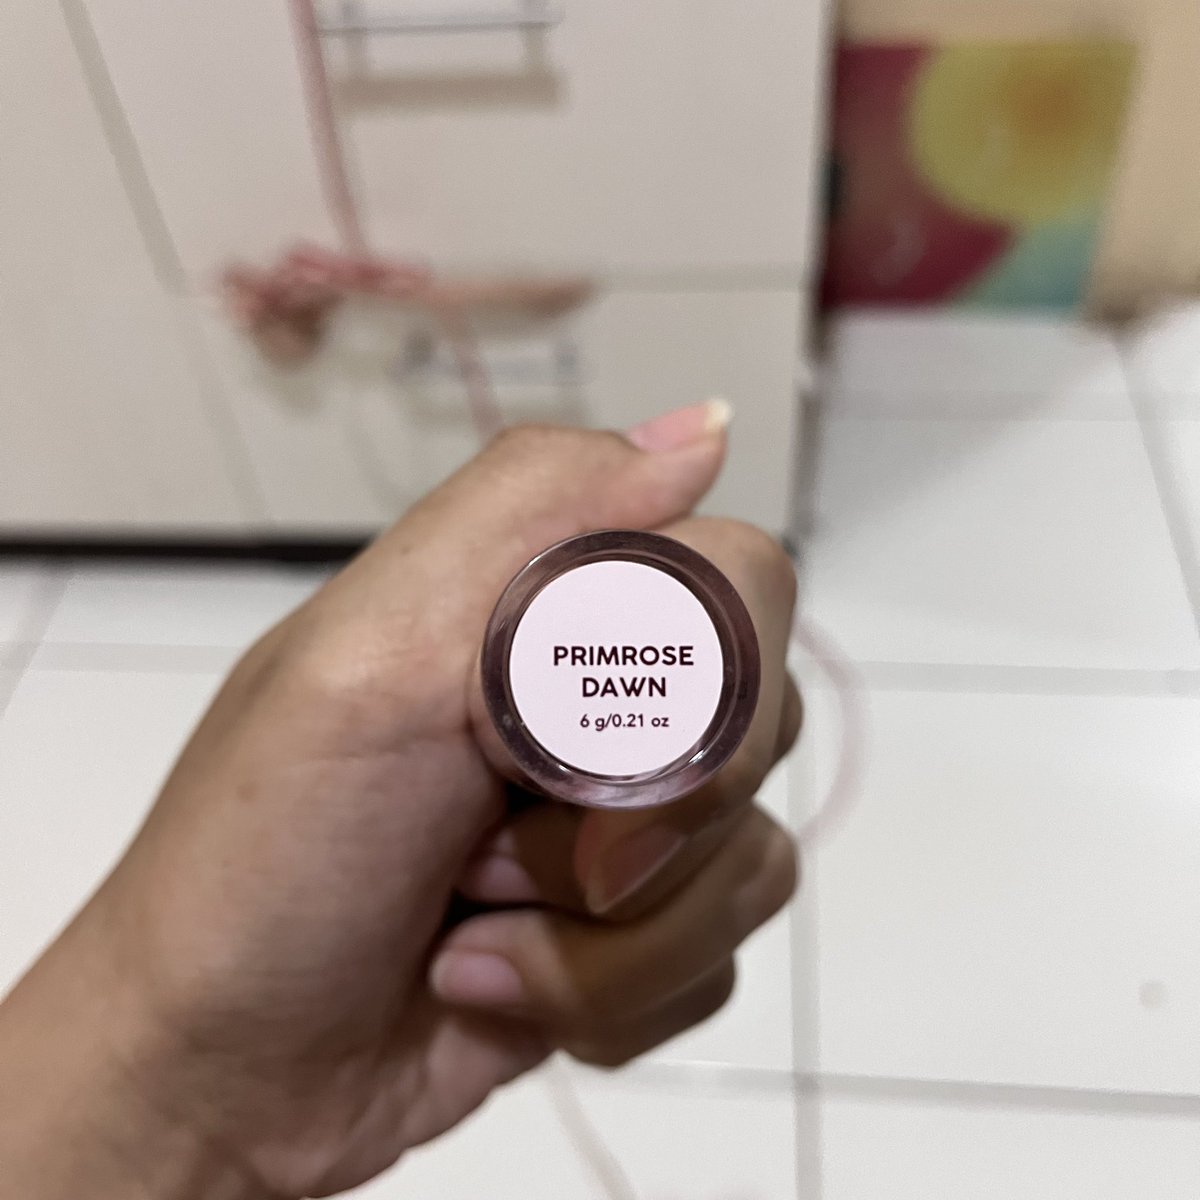 PRIMROSE
DAWN
6 g/0.21 oz